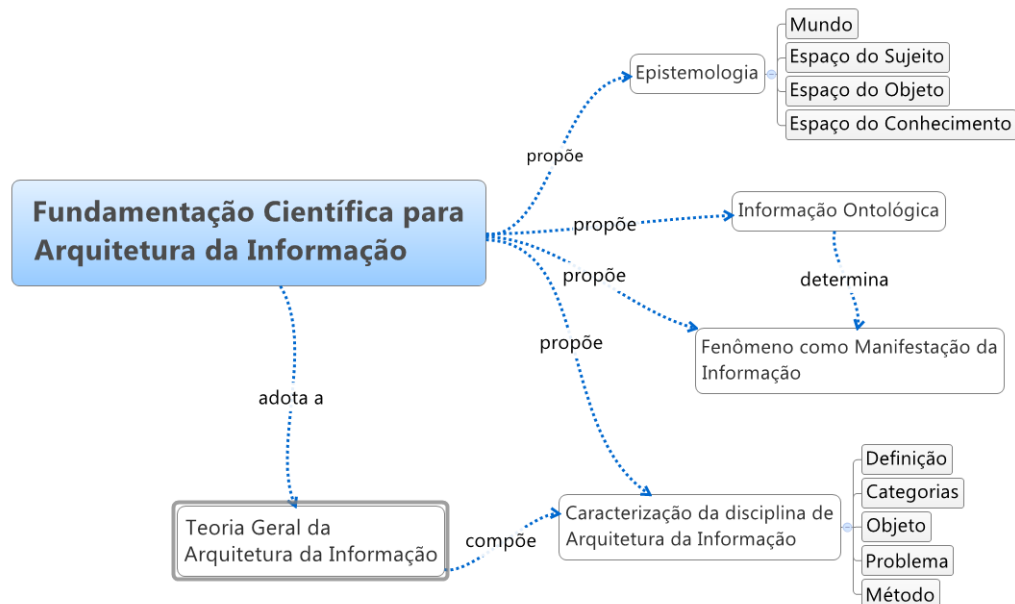 Mundo
Espaço do Sujeito
Epistemologia
Espaço do Objeto
Espaço do Conhecimento
propõe
Fundamentação Científica para
Arquitetura da Informação
propõe
Informação Ontológica
propõe
determina
propõe
Fenômeno como Manifestação da
Informação
adota a
Definição
Categorias
Teoria Geral da
Arquitetura da Informação
compõe
Caracterização da disciplina de
Arquitetura da Informação
Objeto
Problema
Método